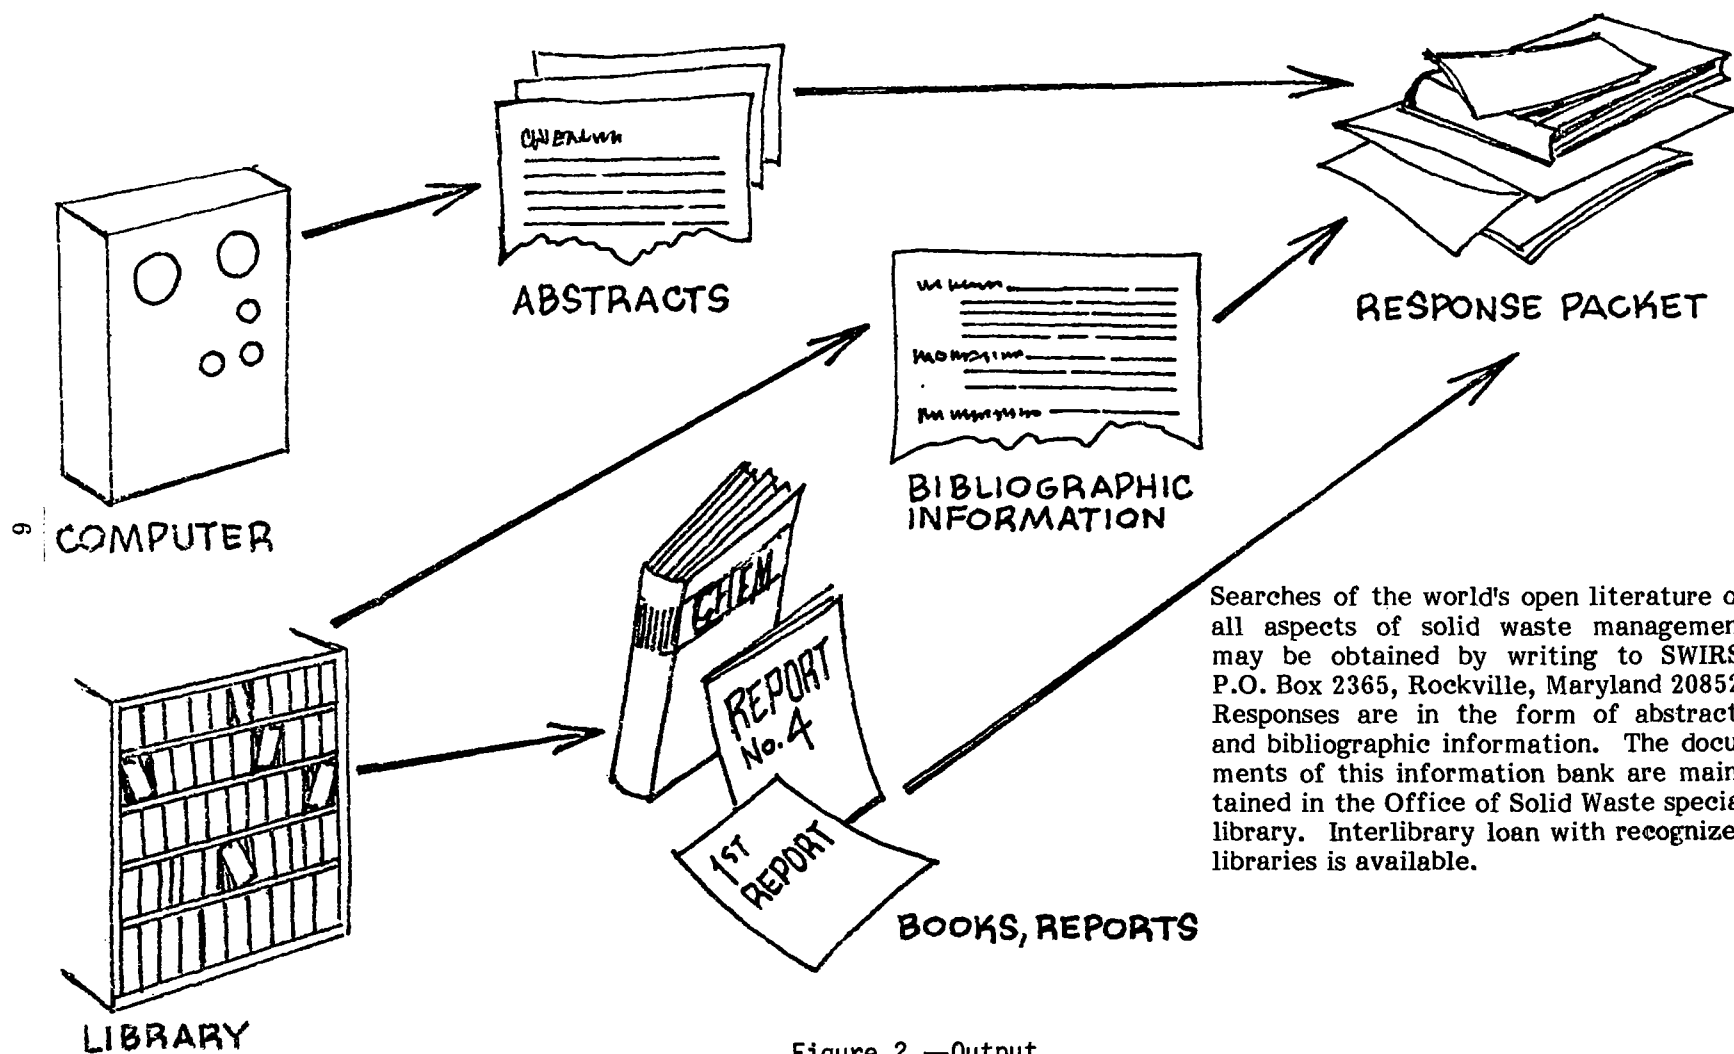 ABSTRACTS
RESPONSE PACKET
COMPUTER
BIBLIOGRAPHIC
INFORMATION
CHEM
REPORT
No. 4
1ST
REPORT
BOOKS, REPORTS
LIBRARY
Searches of the world's open literature
all aspects of solid waste managemen
may be obtained by writing to SWIRS
P.O. Box 2365, Rockville, Maryland 20852
Responses are in the form of abstract
and bibliographic information. The docu
ments of this information bank are main
tained in the Office of Solid Waste specia
library. Interlibrary loan with recognize
libraries is available.
Figure 2.—Output
9